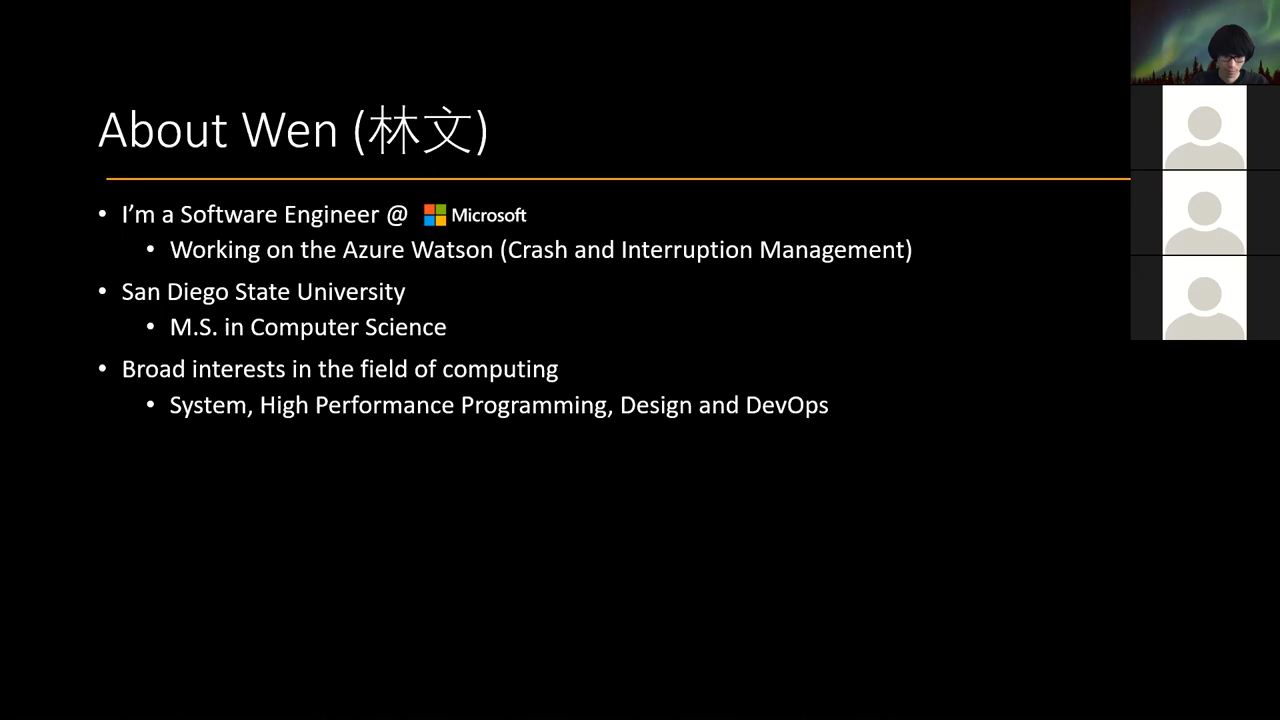 About Wen (林文)
• I'm a Software Engineer @ Microsoft
• Working on the Azure Watson (Crash and Interruption Management)
• San Diego State University
• M.S. in Computer Science
• Broad interests in the field of computing
• System, High Performance Programming, Design and DevOps